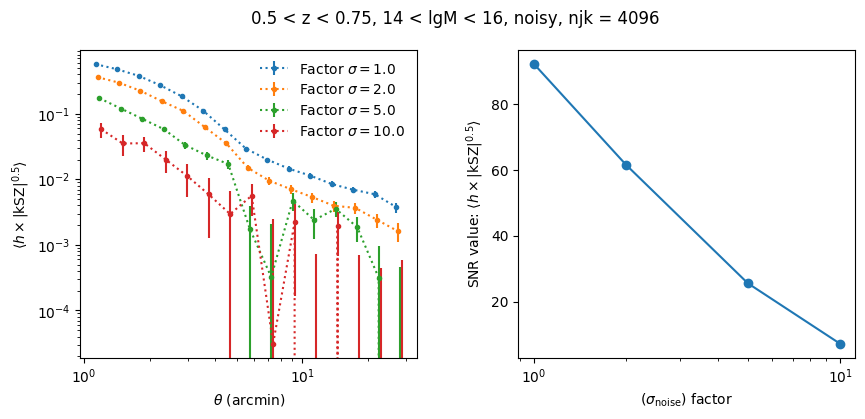 0.5 < z < 0.75, 14 < lgM < 16, noisy, njk = 4096
Factor σ = 1.0
Factor σ = 2.0
Factor σ = 5.0
Factor σ = 10.0
10⁻¹
10⁻²
10⁻³
10⁻⁴
10⁰
10¹
θ (arcmin)
⟨h × |kSZ|^0.5⟩
80
60
40
20
10⁰
10¹
(σ_noise) factor
SNR value: ⟨h × |kSZ|^0.5⟩